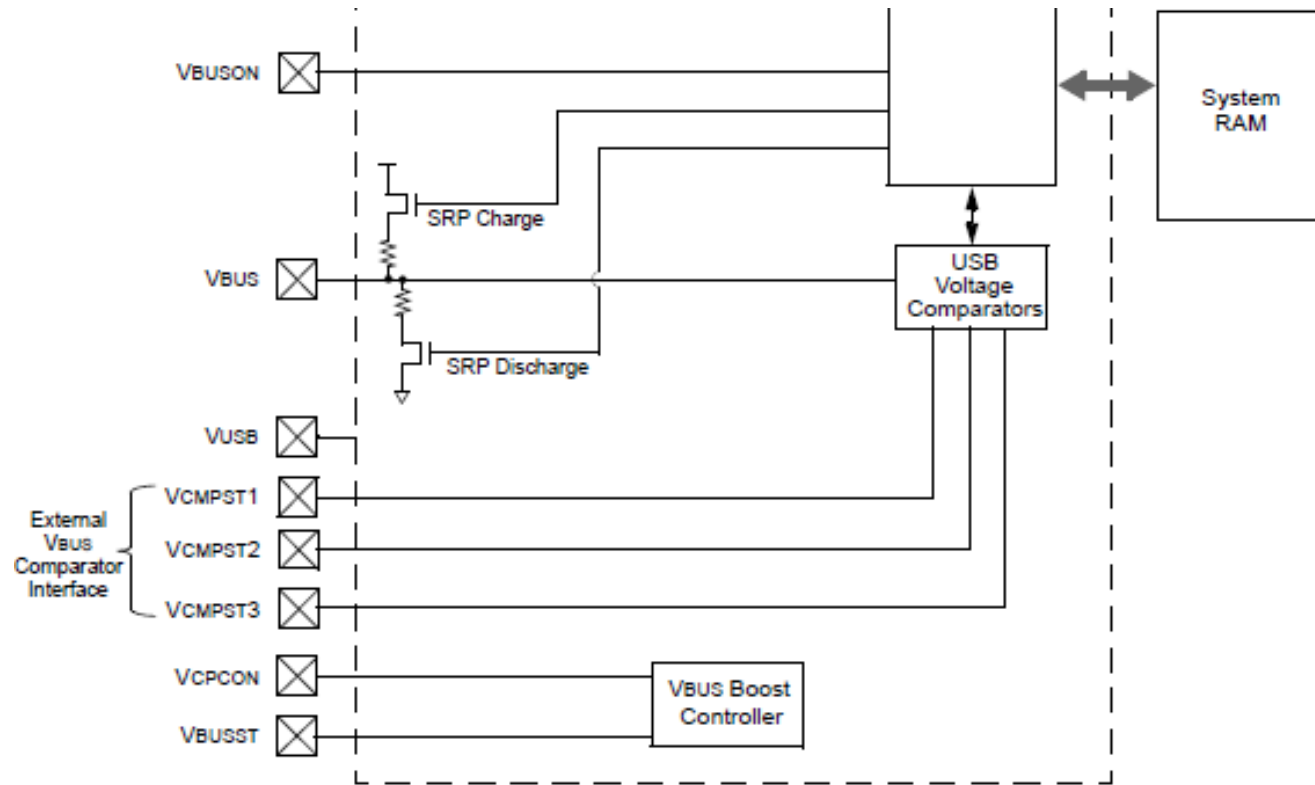 VBUSON
System
RAM
SRP Charge
VBUS
USB
Voltage
Comparators
SRP Discharge
VUSB
VCMPST1
External
VBUS
Comparator
Interface
VCMPST2
VCMPST3
VCPCON
VBUS Boost
Controller
VBUSST